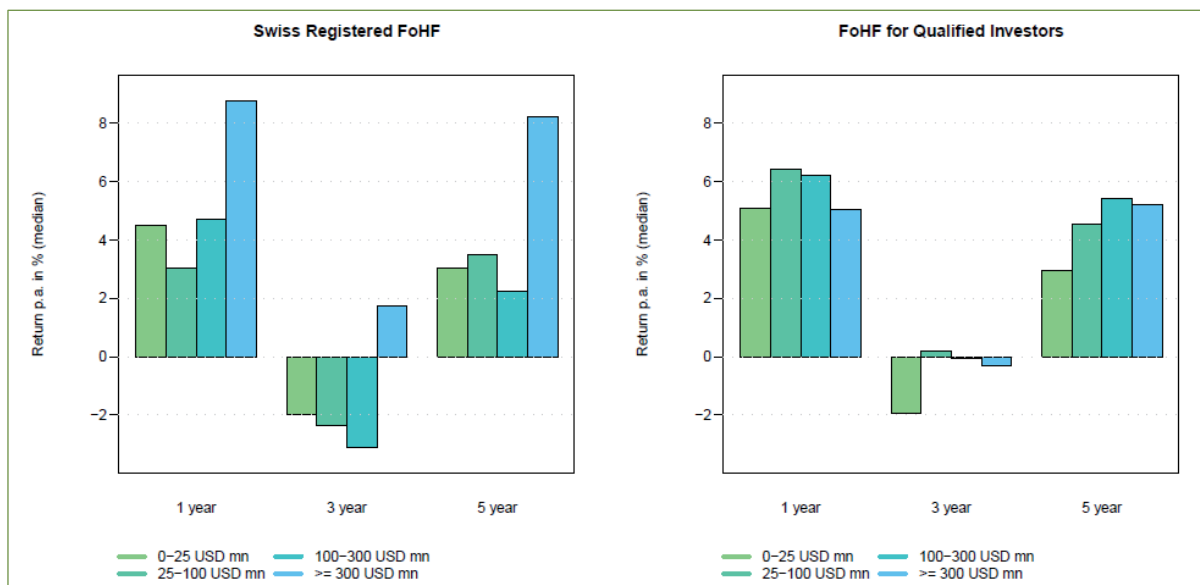 Swiss Registered FoHF
Return p.a. in % (median)
8
6
4
2
0
−2
1 year
3 year
5 year
0−25 USD mn
25−100 USD mn
100−300 USD mn
>= 300 USD mn
FoHF for Qualified Investors
Return p.a. in % (median)
8
6
4
2
0
−2
1 year
3 year
5 year
0−25 USD mn
25−100 USD mn
100−300 USD mn
>= 300 USD mn